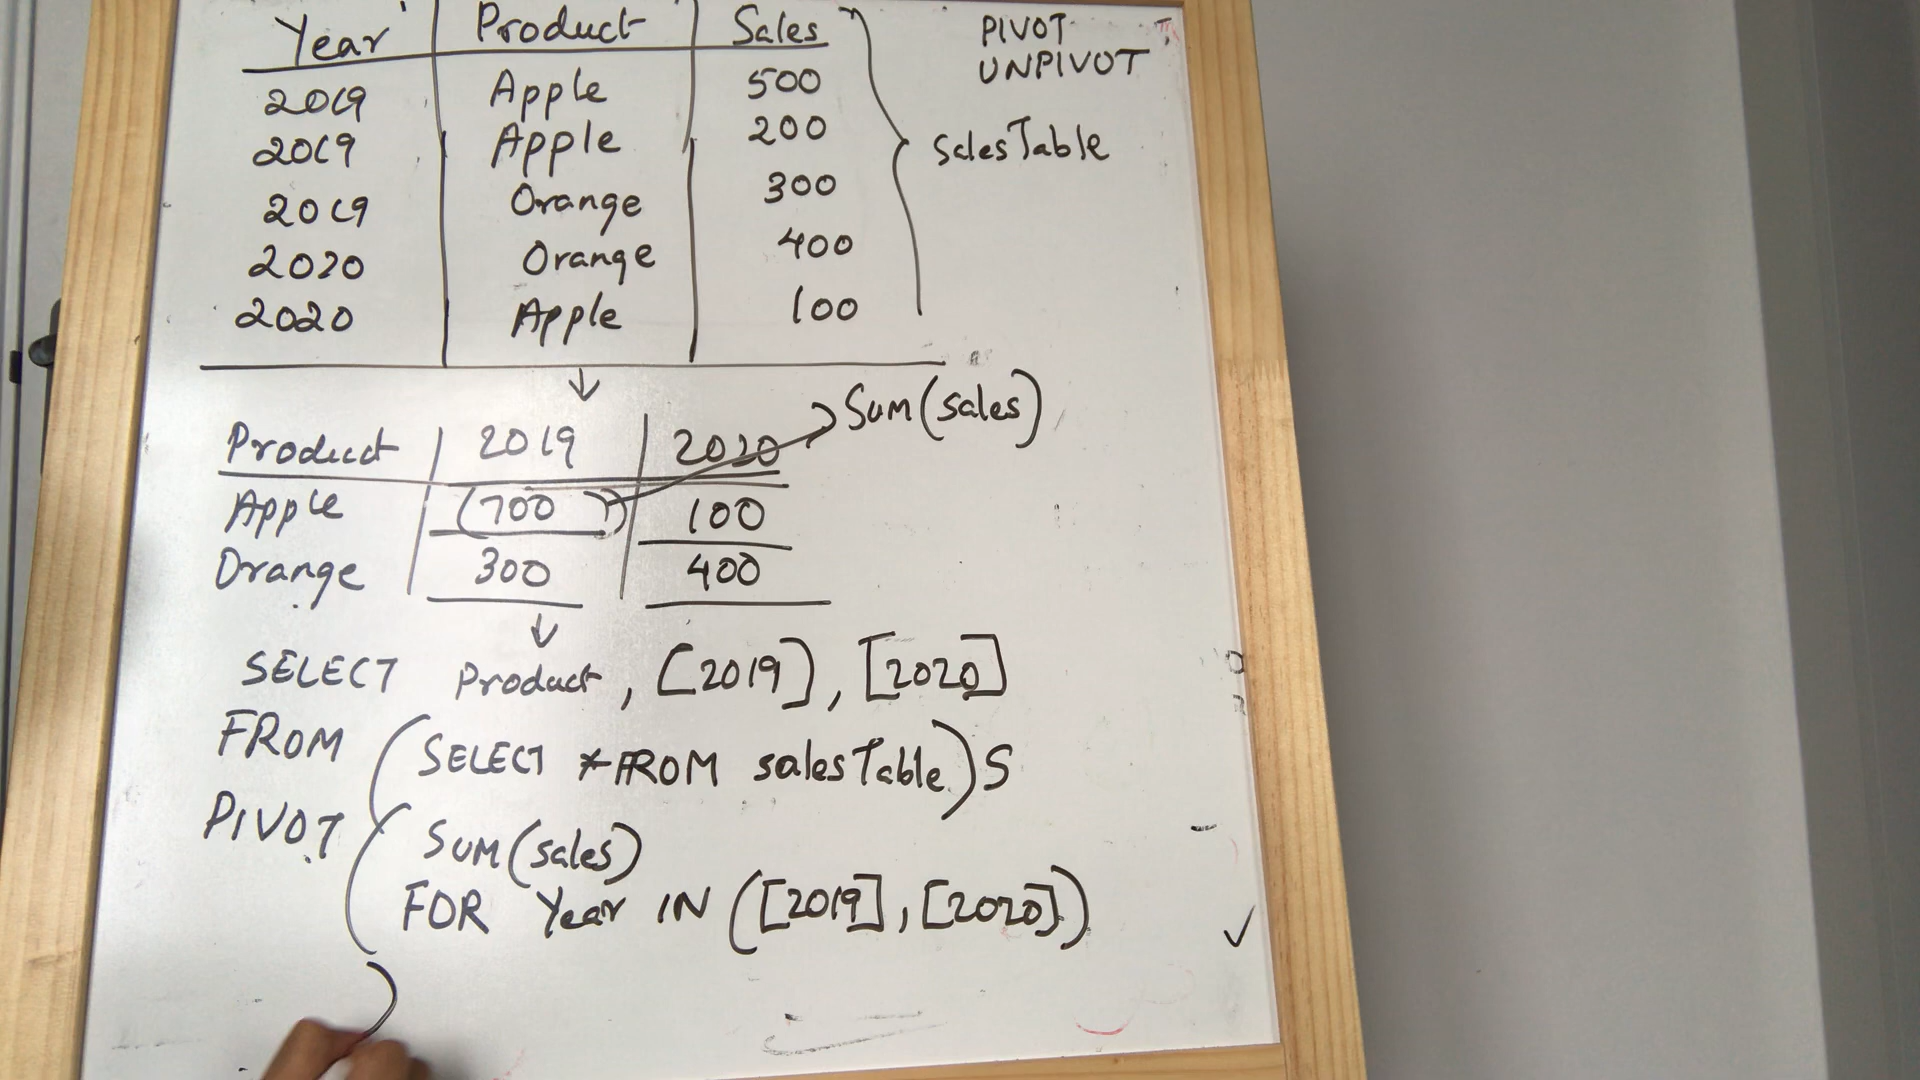 Year Product Sales
2019 Apple 500
2019 Apple 200
2019 Orange 300
2020 Orange 400
2020 Apple 100
PIVOT
UNPIVOT
SalesTable
Sum(sales)
Product 2019 2020
Apple (700) 100
Orange 300 400
SELECT Product, [2019], [2020]
FROM (SELECT * FROM salesTable) S
PIVOT ( SUM(sales)
FOR Year IN ([2019], [2020])
)